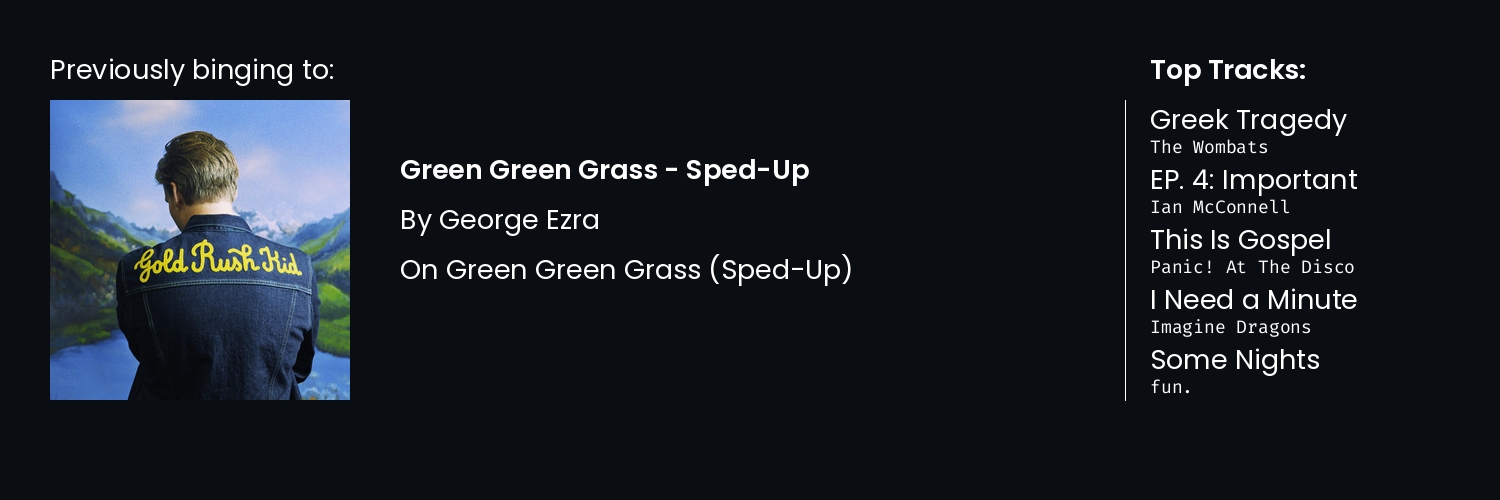 Previously binging to:
Gold Rush Kid
Green Green Grass - Sped-Up
By George Ezra
On Green Green Grass (Sped-Up)
Top Tracks:
Greek Tragedy
The Wombats
EP. 4: Important
Ian McConnell
This Is Gospel
Panic! At The Disco
I Need a Minute
Imagine Dragons
Some Nights
fun.